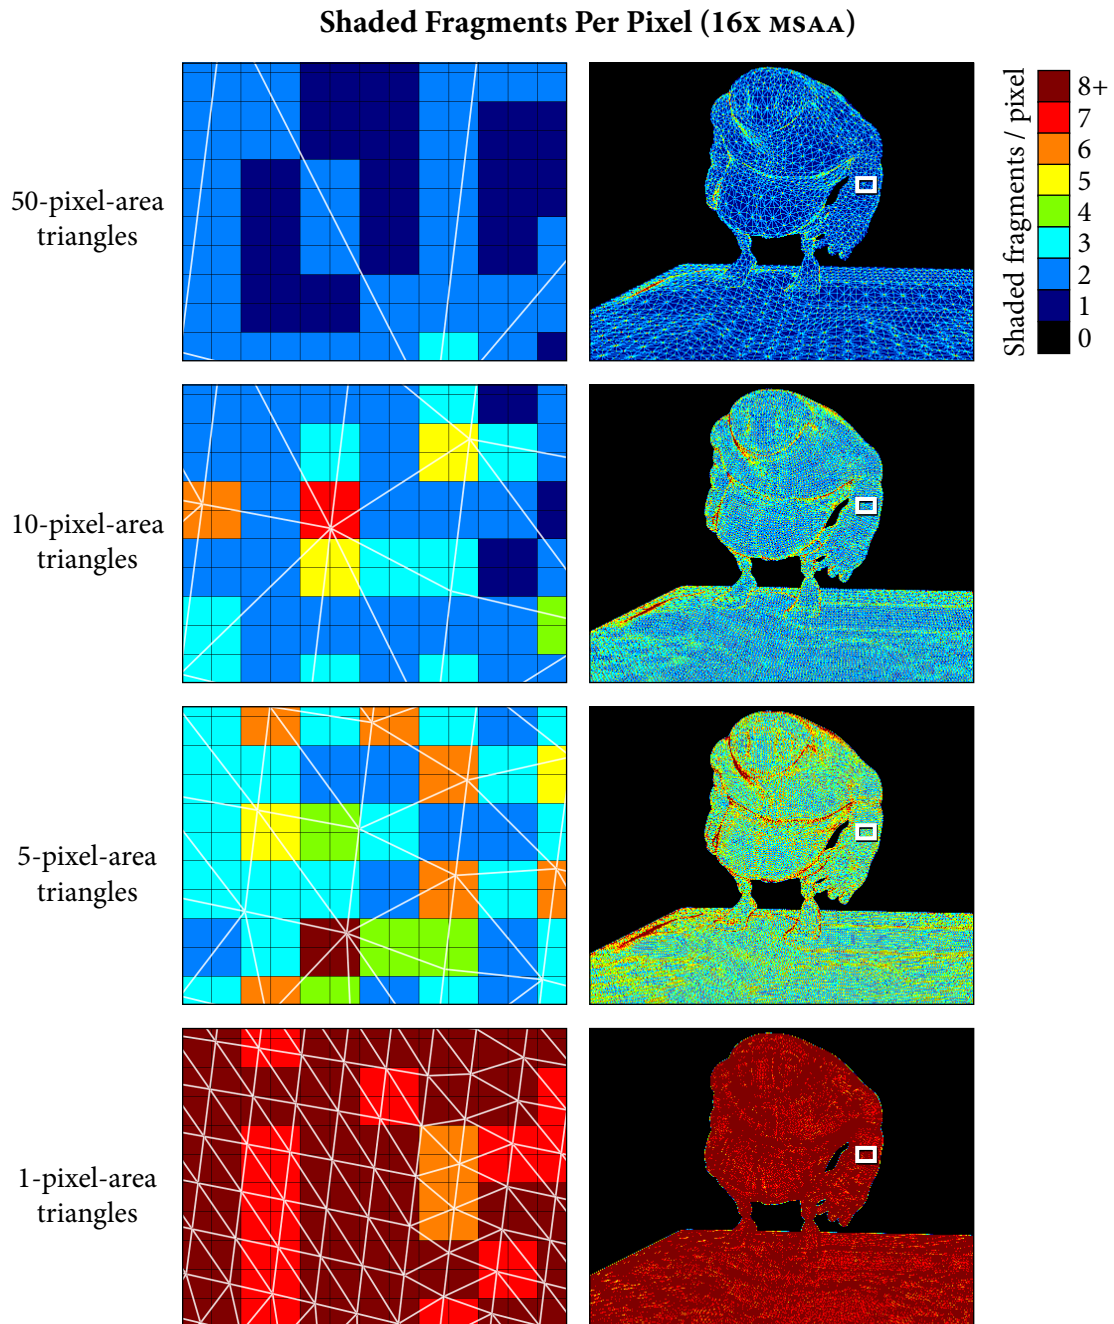 Shaded Fragments Per Pixel (16x MSAA)
50-pixel-area
triangles
Shaded fragments / pixel
8+
7
6
5
4
3
2
1
0
10-pixel-area
triangles
5-pixel-area
triangles
1-pixel-area
triangles